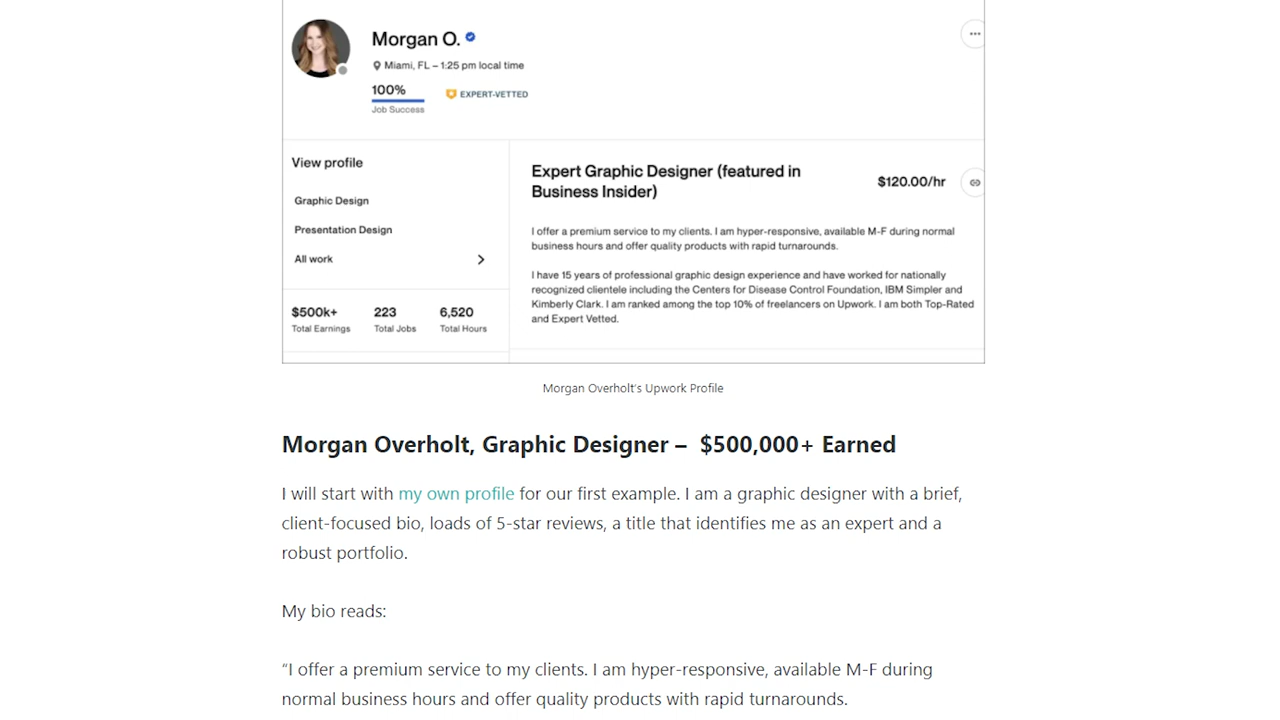 Morgan O.
Miami, FL – 1:25 pm local time
100%
Job Success
EXPERT-VETTED
View profile
Graphic Design
Presentation Design
All work
$500k+ 223 6,520
Total Earnings Total Jobs Total Hours
Expert Graphic Designer (featured in
Business Insider)
$120.00/hr
I offer a premium service to my clients. I am hyper-responsive, available M-F during normal
business hours and offer quality products with rapid turnarounds.
I have 15 years of professional graphic design experience and have worked for nationally
recognized clientele including the Centers for Disease Control Foundation, IBM Simpler and
Kimberly Clark. I am ranked among the top 10% of freelancers on Upwork. I am both Top-Rated
and Expert Vetted.
Morgan Overholt's Upwork Profile
Morgan Overholt, Graphic Designer – $500,000+ Earned
I will start with my own profile for our first example. I am a graphic designer with a brief,
client-focused bio, loads of 5-star reviews, a title that identifies me as an expert and a
robust portfolio.
My bio reads:
“I offer a premium service to my clients. I am hyper-responsive, available M-F during
normal business hours and offer quality products with rapid turnarounds.